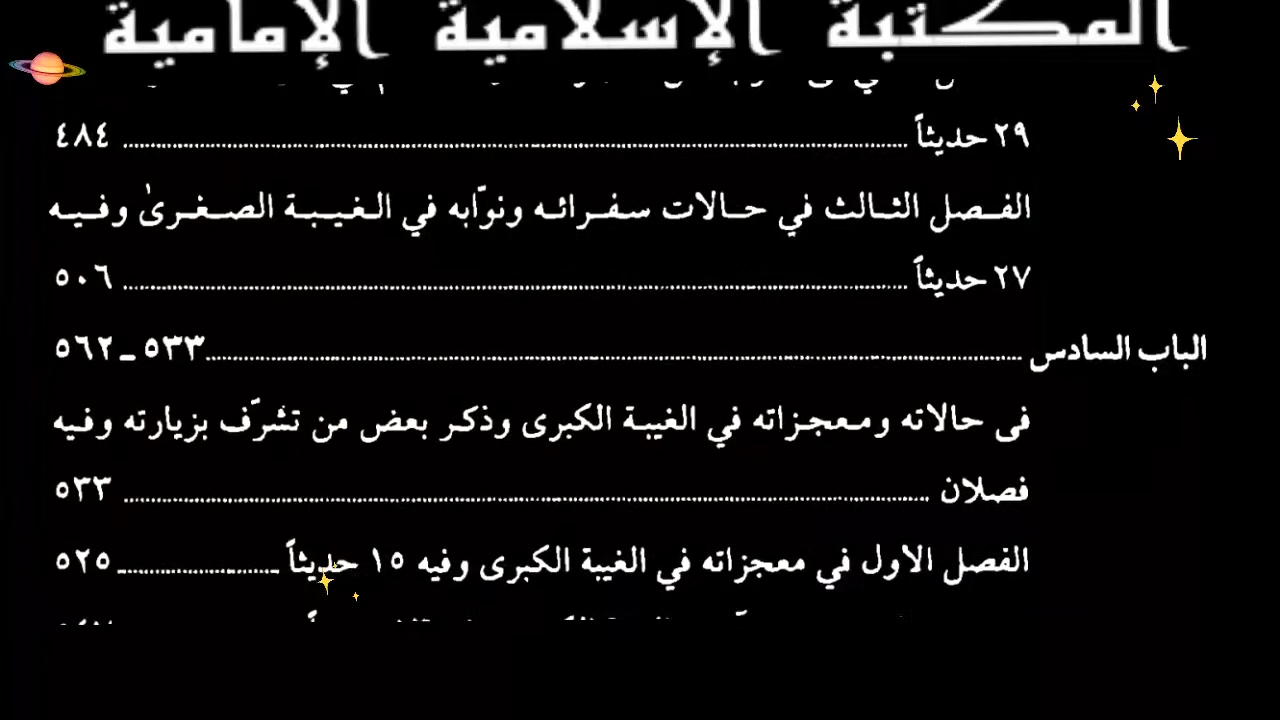 المكتبة الإسلامية الإمامية
٢٩ حديثاً ........ ٤٨٤
الفصل الثالث في حالات سفرائه ونوّابه في الغيبة الصغرىٰ وفيه
٢٧ حديثاً ........ ٥٠٦
الباب السادس ........ ٥٣٣ ـ ٥٦٢
فى حالاته ومعجزاته في الغيبة الكبرى وذكر بعض من تشرّف بزيارته وفيه
فصلان ........ ٥٣٣
الفصل الاول في معجزاته في الغيبة الكبرى وفيه ١٥ حديثاً ........ ٥٢٥